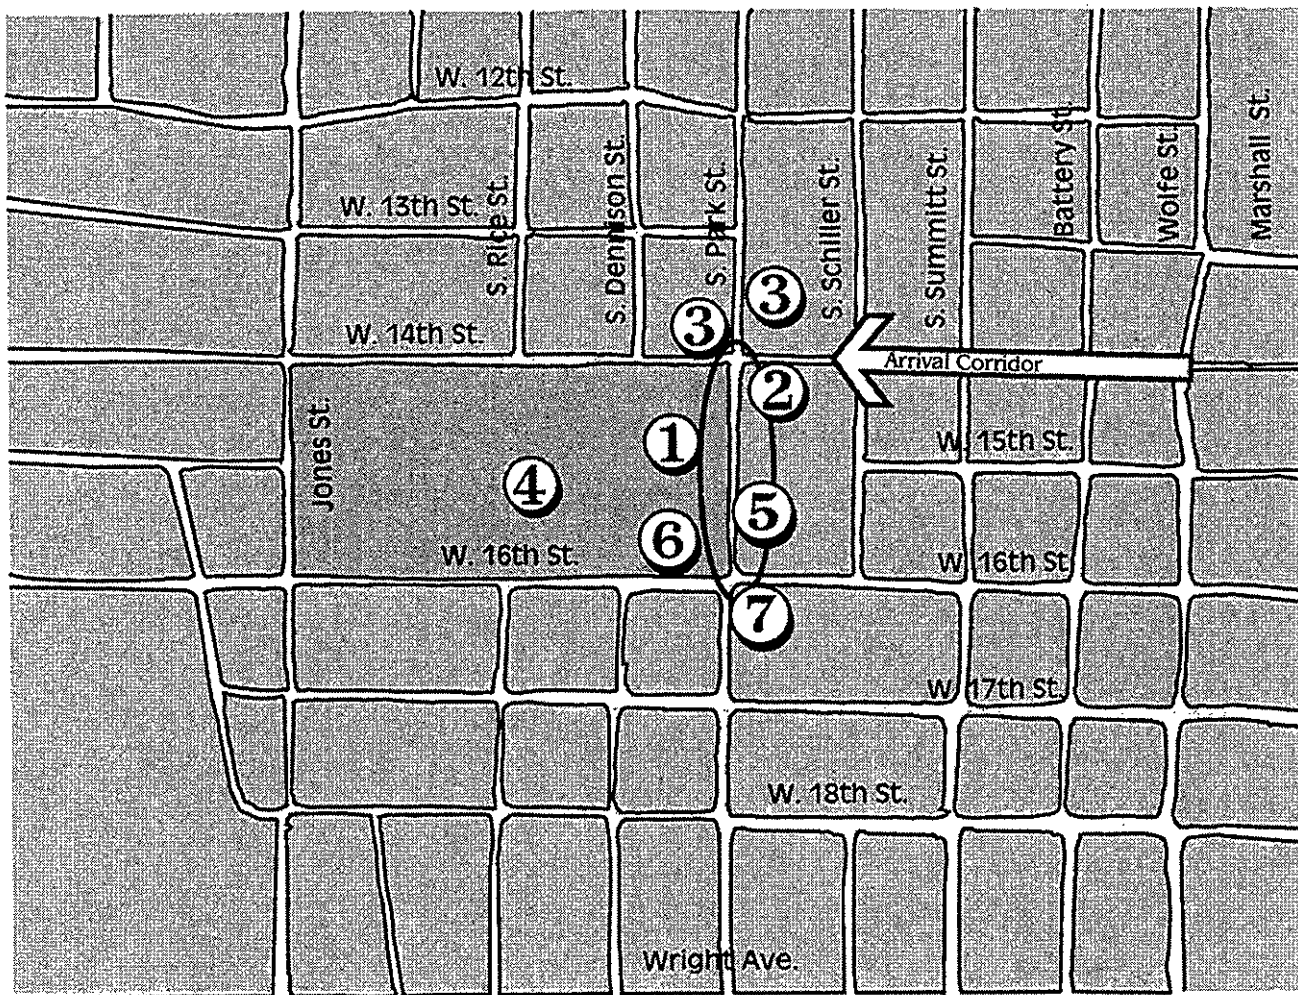 W. 12th St.
Marshall St.
Battery St.
Wolfe St.
S. Dennison St.
S. Park St.
S. Schiller St.
S. Summitt St.
S. Rice St.
W. 13th St.
3
3
W. 14th St.
Arrival Corridor
2
1
W. 15th St.
Jones St.
4
5
6
W. 16th St.
W. 16th St.
7
W. 17th St.
W. 18th St.
Wright Ave.